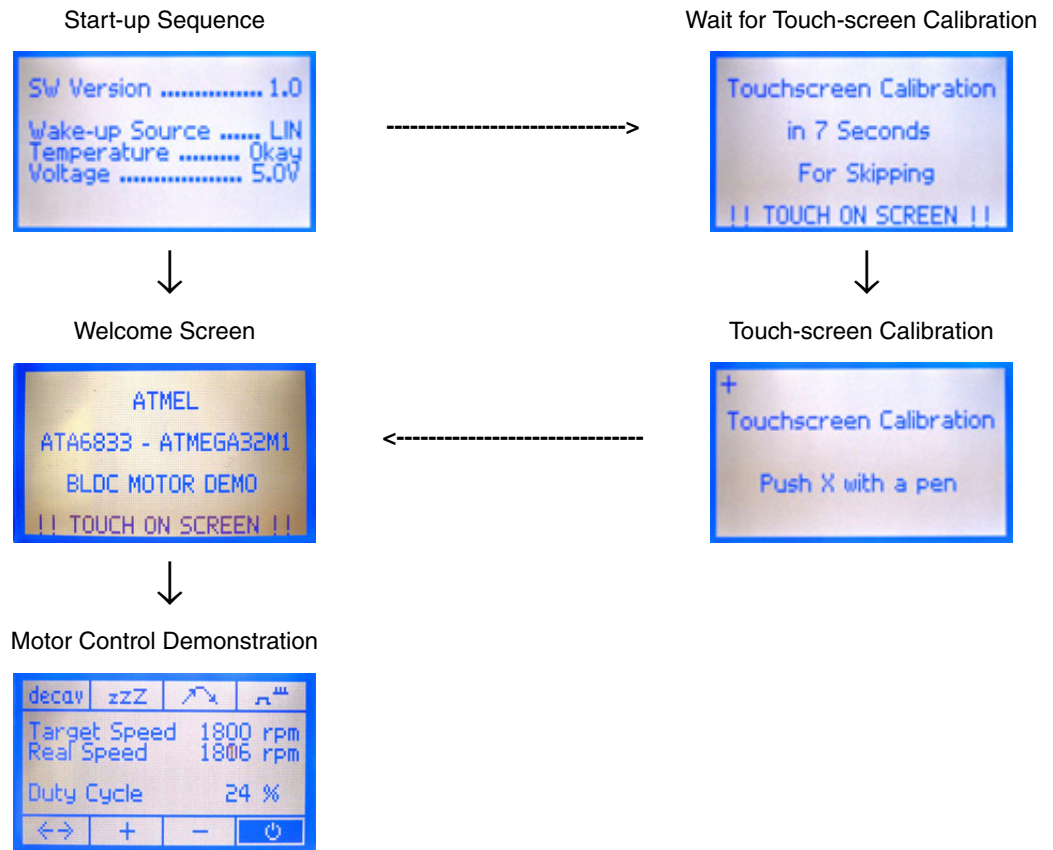 Start-up Sequence
SW Version ............... 1.0
Wake-up Source ...... LIN
Temperature ......... Okay
Voltage .................. 5.0V
Wait for Touch-screen Calibration
Touchscreen Calibration
in 7 Seconds
For Skipping
!! TOUCH ON SCREEN !!
Welcome Screen
ATMEL
ATA6833 - ATMEGA32M1
BLDC MOTOR DEMO
!! TOUCH ON SCREEN !!
Touch-screen Calibration
+
Touchscreen Calibration
Push X with a pen
Motor Control Demonstration
decay zzZ
Target Speed 1800 rpm
Real Speed 1806 rpm
Duty Cycle 24 %
<-> + -